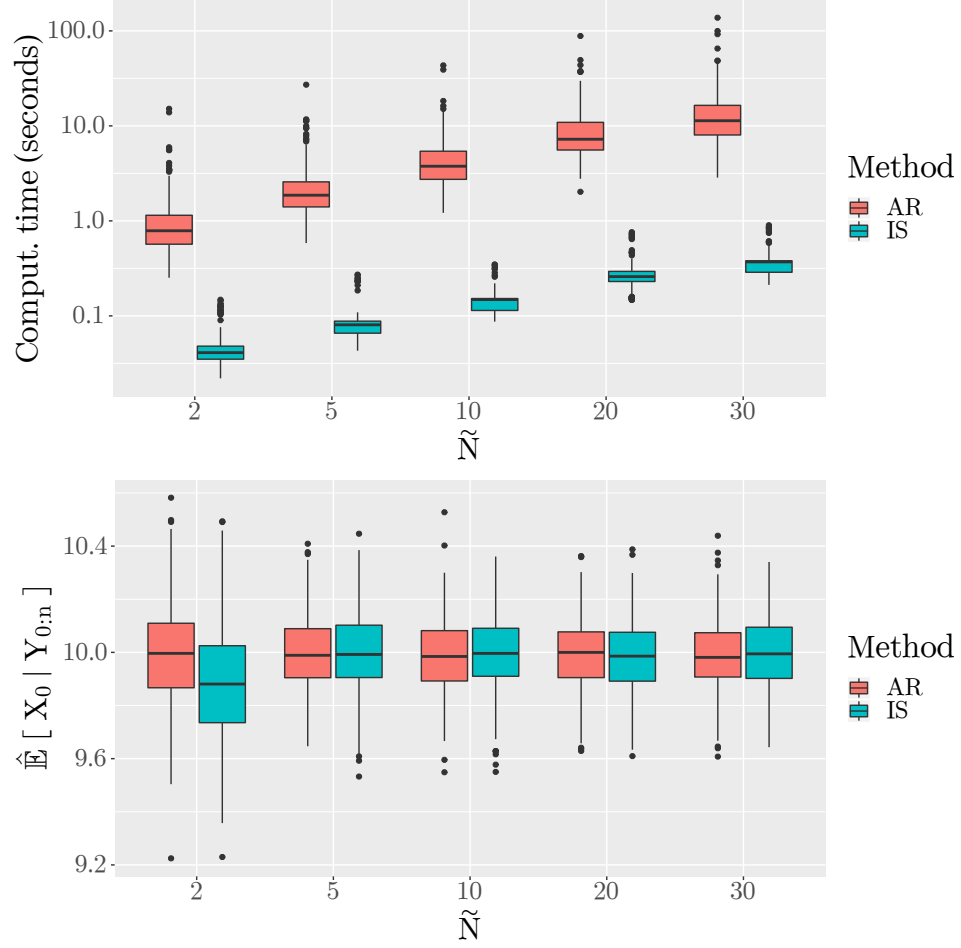 Comput. time (seconds)
100.0
10.0
1.0
0.1
2 5 10 20 30
Ñ
Method
AR
IS
𝔼̂ [ X₀ | Y₀:ₙ ]
10.4
10.0
9.6
9.2
2 5 10 20 30
Ñ
Method
AR
IS